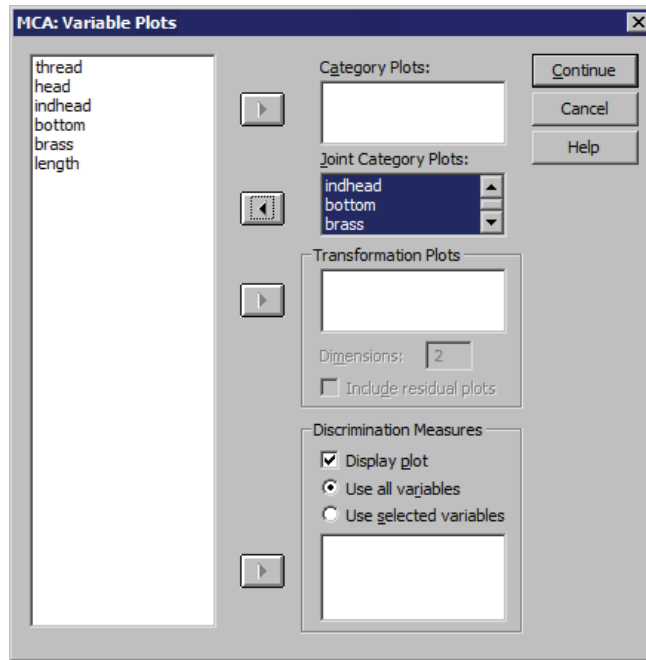 MCA: Variable Plots
thread
head
indhead
bottom
brass
length
Category Plots:
Joint Category Plots:
indhead
bottom
brass
Transformation Plots
Dimensions: 2
Include residual plots
Discrimination Measures
Display plot
Use all variables
Use selected variables
Continue
Cancel
Help